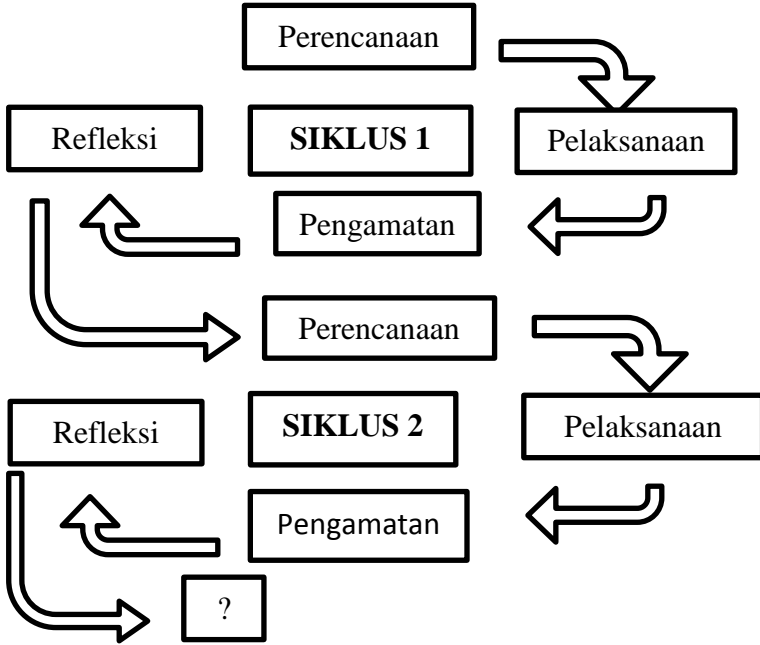 Perencanaan
Refleksi
SIKLUS 1
Pelaksanaan
Pengamatan
Perencanaan
Refleksi
SIKLUS 2
Pelaksanaan
Pengamatan
?